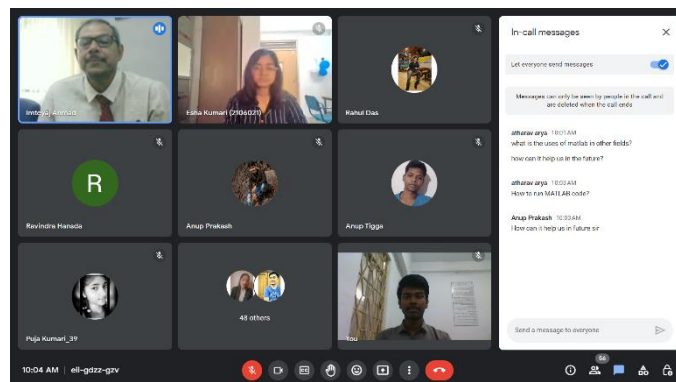 Imteyaz Ahmad
Esha Kumari (2106021)
Rahul Das
R
Ravindra Hansda
Anup Prakash
Anup Tigga
Puja Kumari_39
48 others
You
10:04 AM | eli-gdzz-gzv
In-call messages
Let everyone send messages
Messages can only be seen by people in the call and
are deleted when the call ends
atharav arya 10:01 AM
what is the uses of matlab in other fields?
how can it help us in the future?
atharav arya 10:03 AM
How to run MATLAB code?
Anup Prakash 10:03 AM
How can it help us in future sir
Send a message to everyone
56